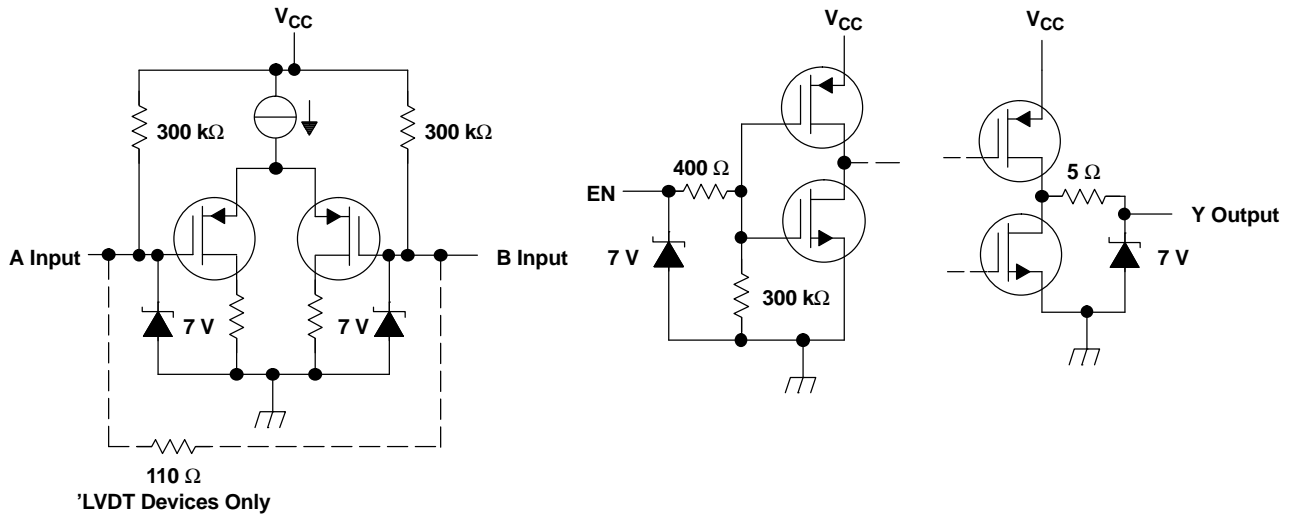 VCC
300 kΩ
300 kΩ
A Input
B Input
7 V
7 V
110 Ω
'LVDT Devices Only
VCC
400 Ω
EN
7 V
300 kΩ
VCC
5 Ω
Y Output
7 V